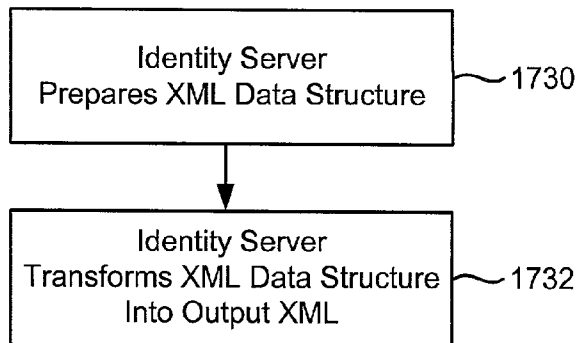 Identity Server
Prepares XML Data Structure
1730
Identity Server
Transforms XML Data Structure
Into Output XML
1732